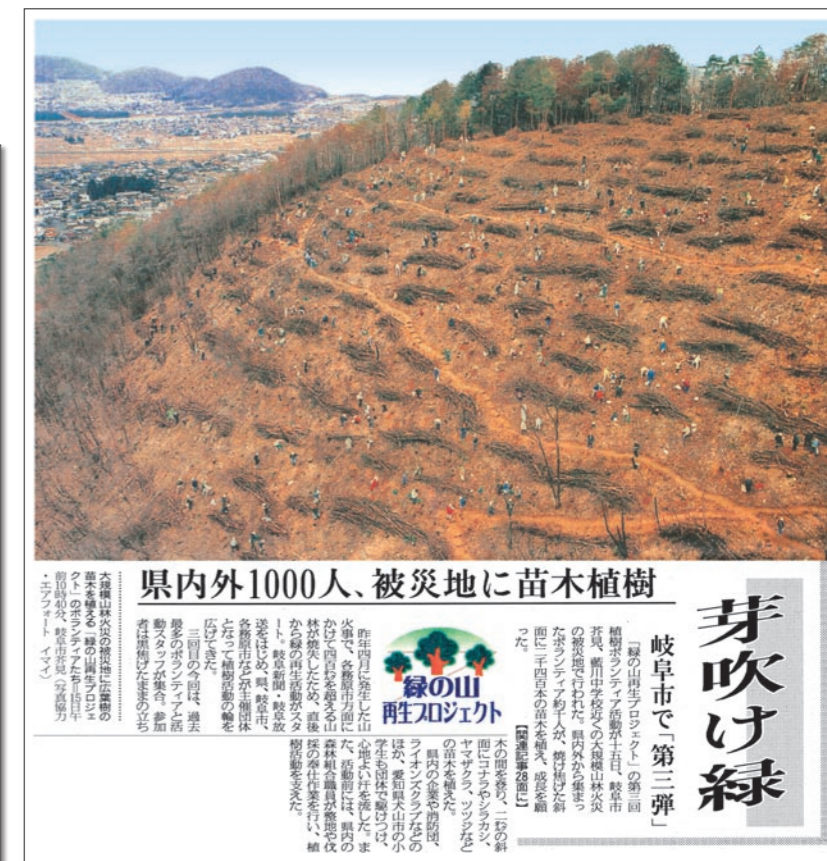 芽吹け緑
岐阜市で「第三弾」
県内外1000人、被災地に苗木植樹
「緑の山再生プロジェクト」の第三回
植樹ボランティア活動が十五日、岐阜市
芥見、藍川中学校近くの大規模山林火災
の被災地で行われた。県内外から集まっ
たボランティア約千人が、焼け焦げた斜
面に二千四百本の苗木を植え、成長を願
った。
【関連記事28面に】
緑の山
再生プロジェクト
昨年四月に発生した山
火事で、各務原市方面に
かけて四百㌶を超える山
林が焼失したため、直後
から緑の再生活動がスタ
ート。岐阜新聞・岐阜放
送をはじめ、県、岐阜市、
各務原市などが主催団体
となって植樹活動の輪を
広げてきた。
三回目の今回は、過去
最多のボランティアと活
動スタッフが集合。参加
者は黒焦げたままの立ち
木の間を登り、二㌶の斜
面にコナラやシラカシ、
ヤマザクラ、ツツジなど
の苗木を植えた。
県内の企業や消防団、
ライオンズクラブなどの
ほか、愛知県犬山市の小
学生も団体で駆けつけ、
心地よい汗を流した。ま
た、活動前には、県内の
森林組合職員が整地や伐
採の奉仕作業を行い、植
樹活動を支えた。
大規模山林火災の被災地に広葉樹の
苗木を植える「緑の山再生プロジェ
クト」のボランティアたち=15日午
前10時40分、岐阜市芥見(写真協力
・エアフォート イマイ)